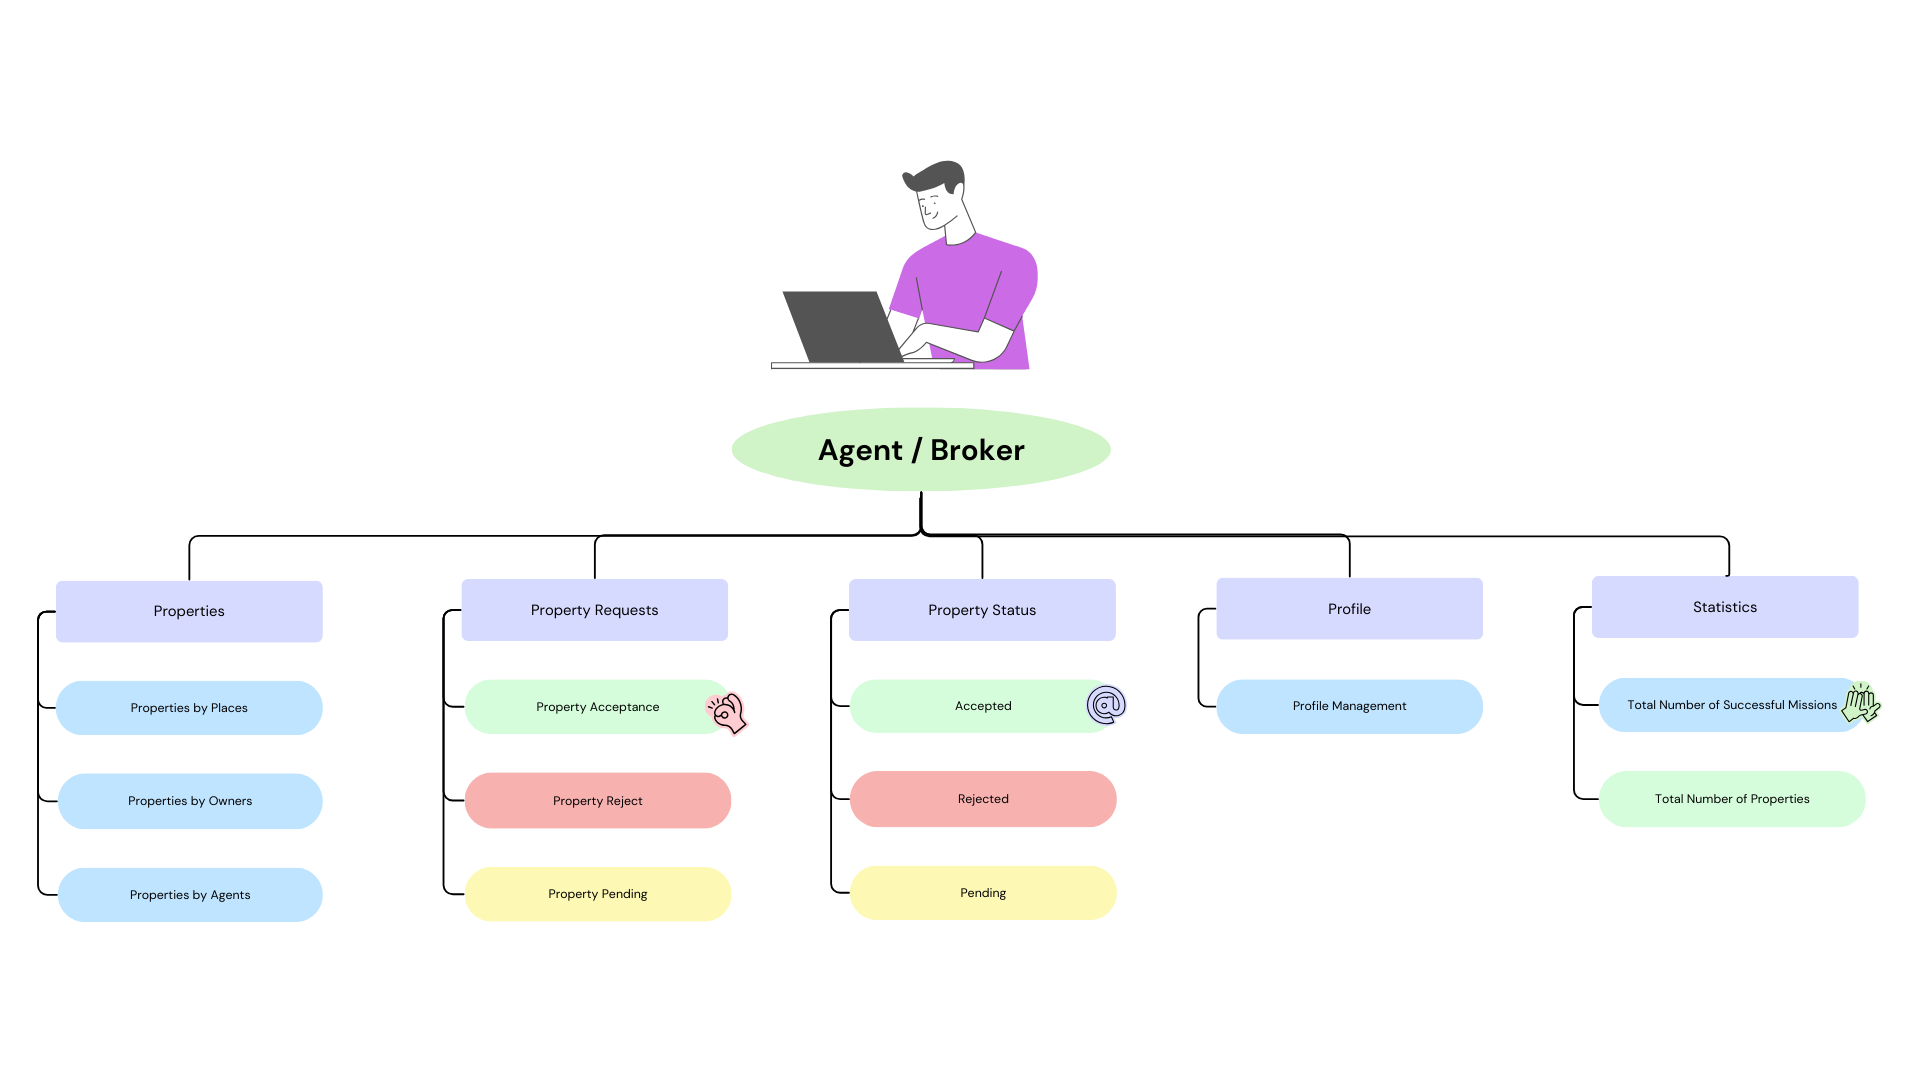 Agent / Broker
Properties
Properties by Places
Properties by Owners
Properties by Agents
Property Requests
Property Acceptance
Property Reject
Property Pending
Property Status
Accepted
Rejected
Pending
Profile
Profile Management
Statistics
Total Number of Successful Missions
Total Number of Properties